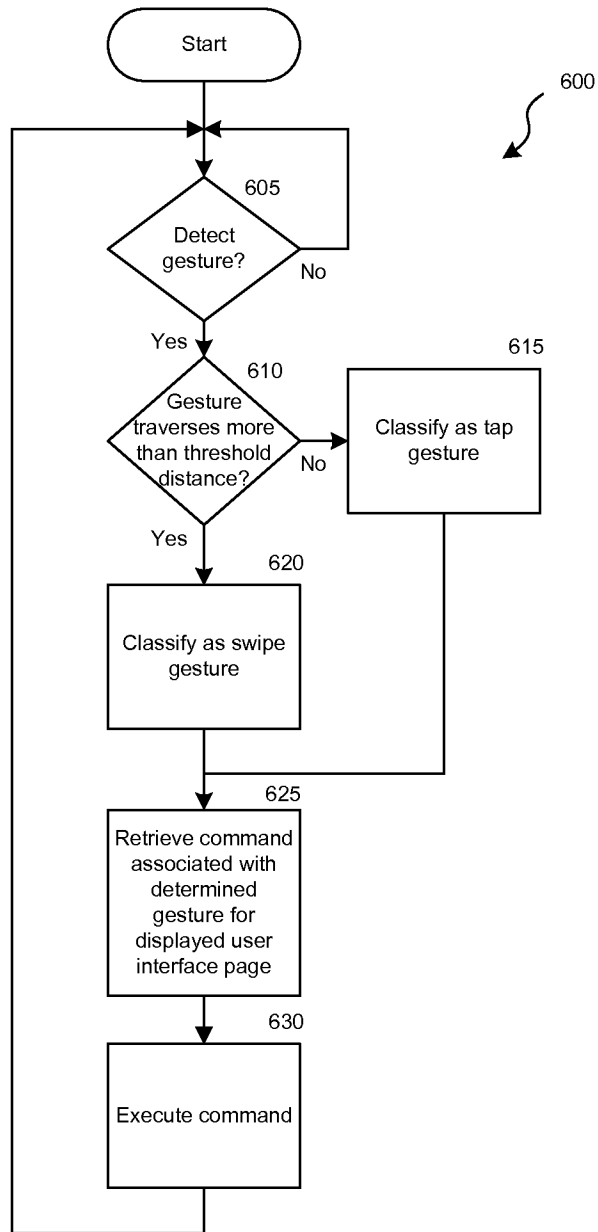 Start
600
605
Detect
gesture?
No
Yes
610
615
Gesture
traverses more
than threshold
distance?
No
Classify as tap
gesture
Yes
620
Classify as swipe
gesture
625
Retrieve command
associated with
determined
gesture for
displayed user
interface page
630
Execute command